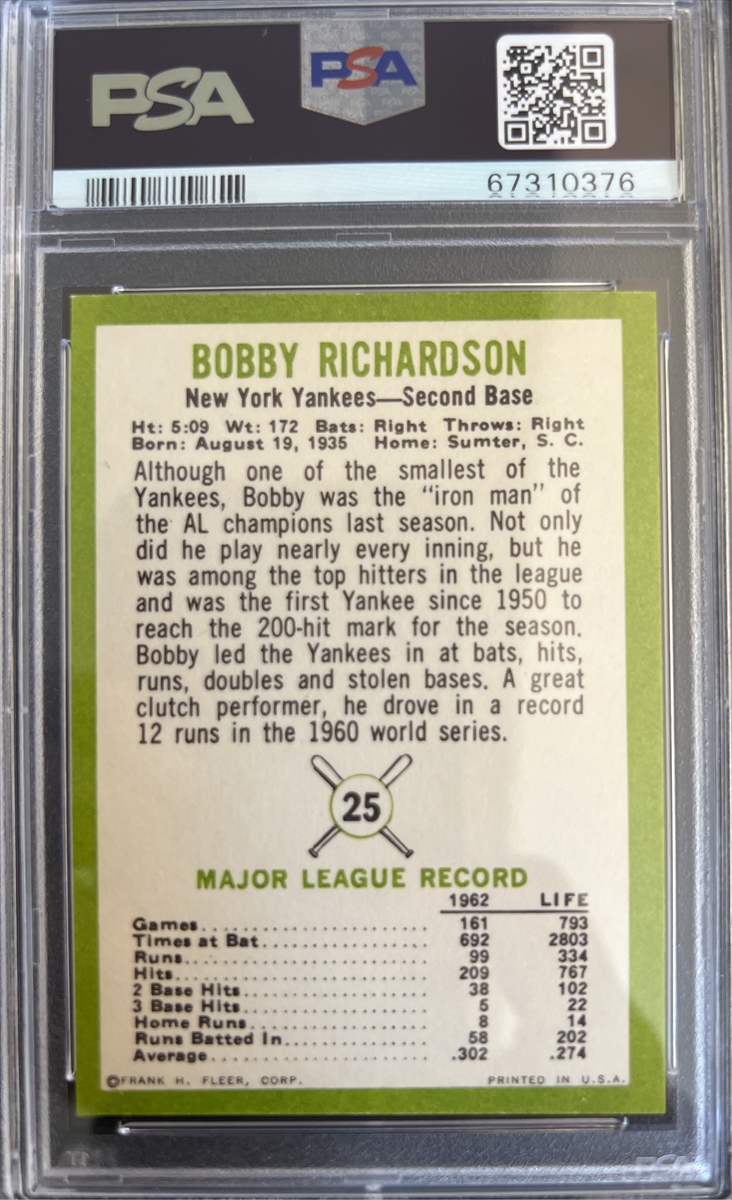 PSA
PSA
67310376
BOBBY RICHARDSON
New York Yankees—Second Base
Ht: 5:09 Wt: 172 Bats: Right Throws: Right
Born: August 19, 1935 Home: Sumter, S. C.
Although one of the smallest of the
Yankees, Bobby was the “iron man” of
the AL champions last season. Not only
did he play nearly every inning, but he
was among the top hitters in the league
and was the first Yankee since 1950 to
reach the 200-hit mark for the season.
Bobby led the Yankees in at bats, hits,
runs, doubles and stolen bases. A great
clutch performer, he drove in a record
12 runs in the 1960 world series.
25
MAJOR LEAGUE RECORD
1962 LIFE
Games 161 793
Times at Bat 692 2803
Runs 99 334
Hits 209 767
2 Base Hits 38 102
3 Base Hits 5 22
Home Runs 8 14
Runs Batted In 58 202
Average .302 .274
©FRANK H. FLEER, CORP. PRINTED IN U.S.A.
PSA